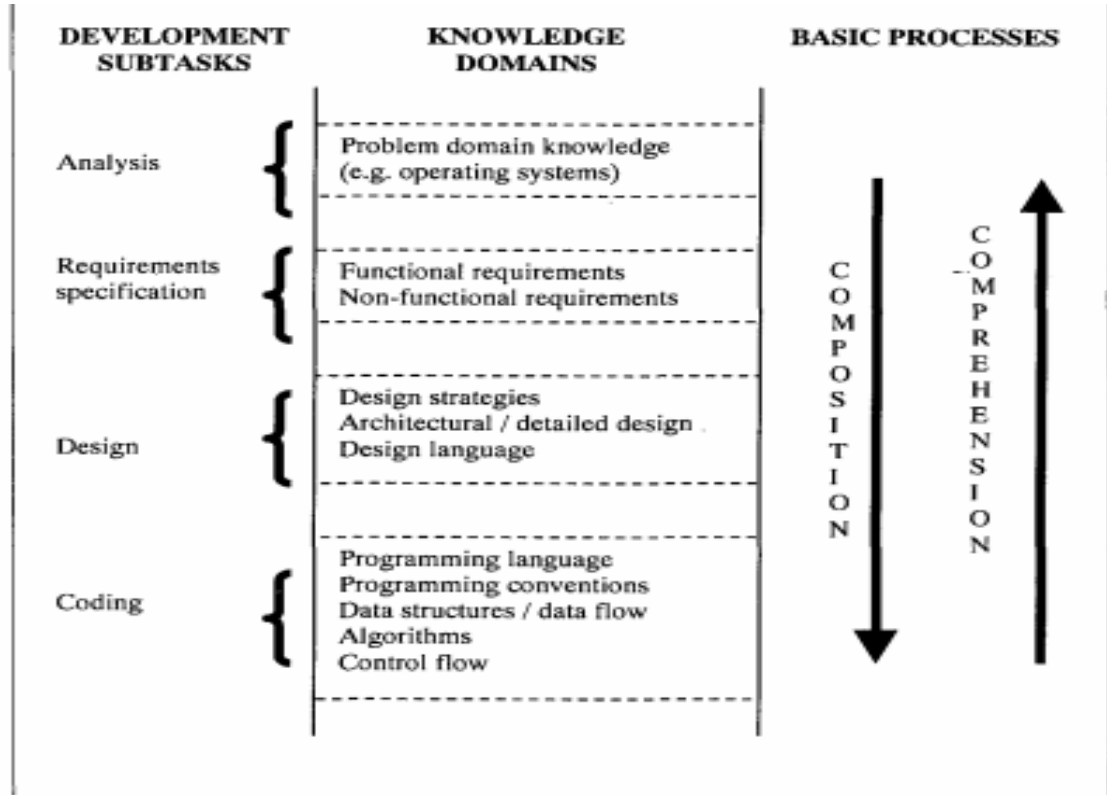 DEVELOPMENT
SUBTASKS
KNOWLEDGE
DOMAINS
BASIC PROCESSES
Analysis
Problem domain knowledge
(e.g. operating systems)
Requirements
specification
Functional requirements
Non-functional requirements
Design
Design strategies
Architectural / detailed design
Design language
Coding
Programming language
Programming conventions
Data structures / data flow
Algorithms
Control flow
COMPOSITION
COMPREHENSION